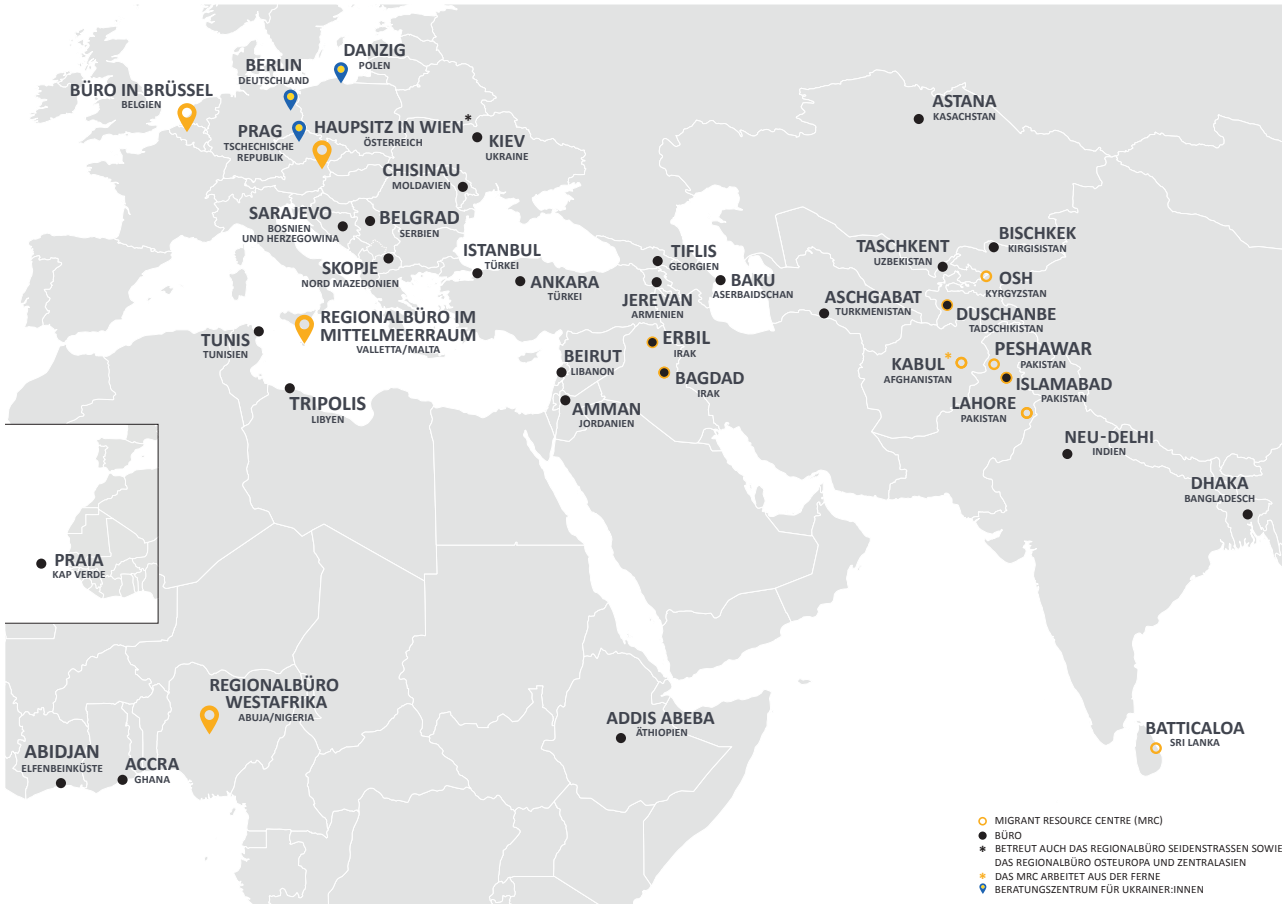 DANZIG
POLEN
BERLIN
DEUTSCHLAND
BÜRO IN BRÜSSEL
BELGIEN
PRAG
TSCHECHISCHE
REPUBLIK
HAUPSITZ IN WIEN*
ÖSTERREICH
KIEV
UKRAINE
CHISINAU
MOLDAVIEN
SARAJEVO
BOSNIEN
UND HERZEGOWINA
BELGRAD
SERBIEN
SKOPJE
NORD MAZEDONIEN
ISTANBUL
TÜRKEI
ANKARA
TÜRKEI
TIFLIS
GEORGIEN
JEREVAN
ARMENIEN
BAKU
ASERBAIDSCHAN
ASTANA
KASACHSTAN
TASCHKENT
UZBEKISTAN
BISCHKEK
KIRGISISTAN
OSH
KYRGYZSTAN
ASCHGABAT
TURKMENISTAN
DUSCHANBE
TADSCHIKISTAN
KABUL*
AFGHANISTAN
PESHAWAR
PAKISTAN
ISLAMABAD
PAKISTAN
LAHORE
PAKISTAN
NEU-DELHI
INDIEN
DHAKA
BANGLADESCH
REGIONALBÜRO IM
MITTELMEERRAUM
VALLETTA/MALTA
TUNIS
TUNISIEN
TRIPOLIS
LIBYEN
ERBIL
IRAK
BEIRUT
LIBANON
BAGDAD
IRAK
AMMAN
JORDANIEN
PRAIA
KAP VERDE
REGIONALBÜRO
WESTAFRIKA
ABUJA/NIGERIA
ABIDJAN
ELFENBEINKÜSTE
ACCRA
GHANA
ADDIS ABEBA
ÄTHIOPIEN
BATTICALOA
SRI LANKA
MIGRANT RESOURCE CENTRE (MRC)
BÜRO
* BETREUT AUCH DAS REGIONALBÜRO SEIDENSTRASSEN SOWIE
DAS REGIONALBÜRO OSTEUROPA UND ZENTRALASIEN
* DAS MRC ARBEITET AUS DER FERNE
BERATUNGSZENTRUM FÜR UKRAINER:INNEN